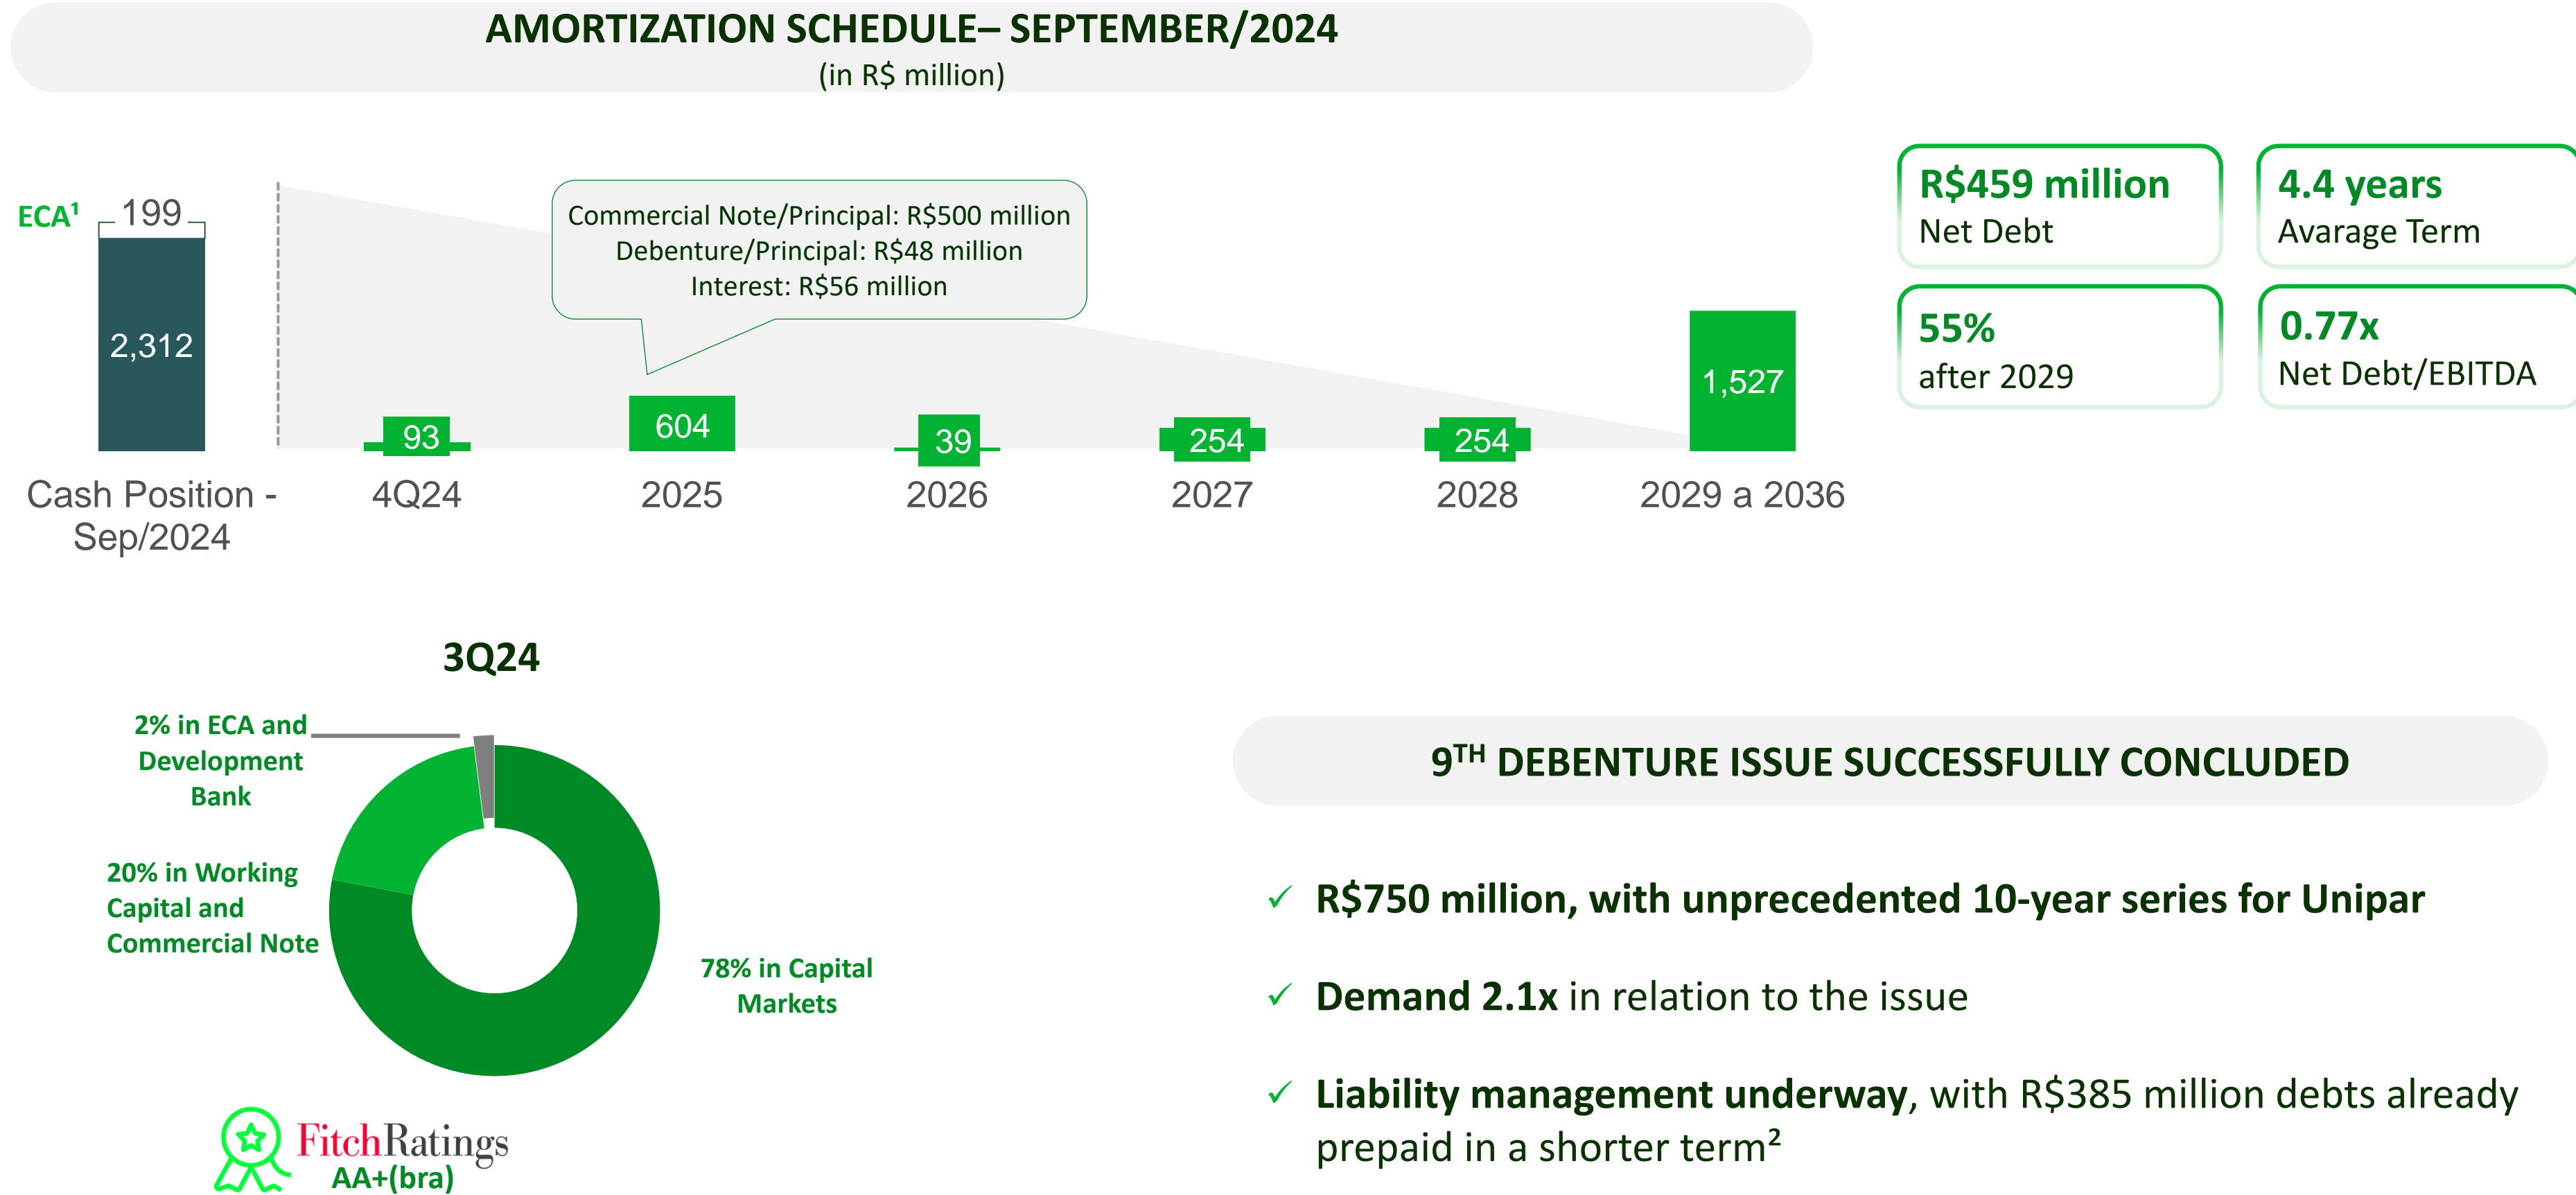 AMORTIZATION SCHEDULE– SEPTEMBER/2024
(in R$ million)
ECA¹
199
2,312
Commercial Note/Principal: R$500 million
Debenture/Principal: R$48 million
Interest: R$56 million
93
604
39
254
254
1,527
Cash Position -
Sep/2024
4Q24
2025
2026
2027
2028
2029 a 2036
R$459 million
Net Debt
4.4 years
Avarage Term
55%
after 2029
0.77x
Net Debt/EBITDA
3Q24
2% in ECA and
Development
Bank
20% in Working
Capital and
Commercial Note
78% in Capital
Markets
FitchRatings
AA+(bra)
9TH DEBENTURE ISSUE SUCCESSFULLY CONCLUDED
✓ R$750 million, with unprecedented 10-year series for Unipar
✓ Demand 2.1x in relation to the issue
✓ Liability management underway, with R$385 million debts already
prepaid in a shorter term²